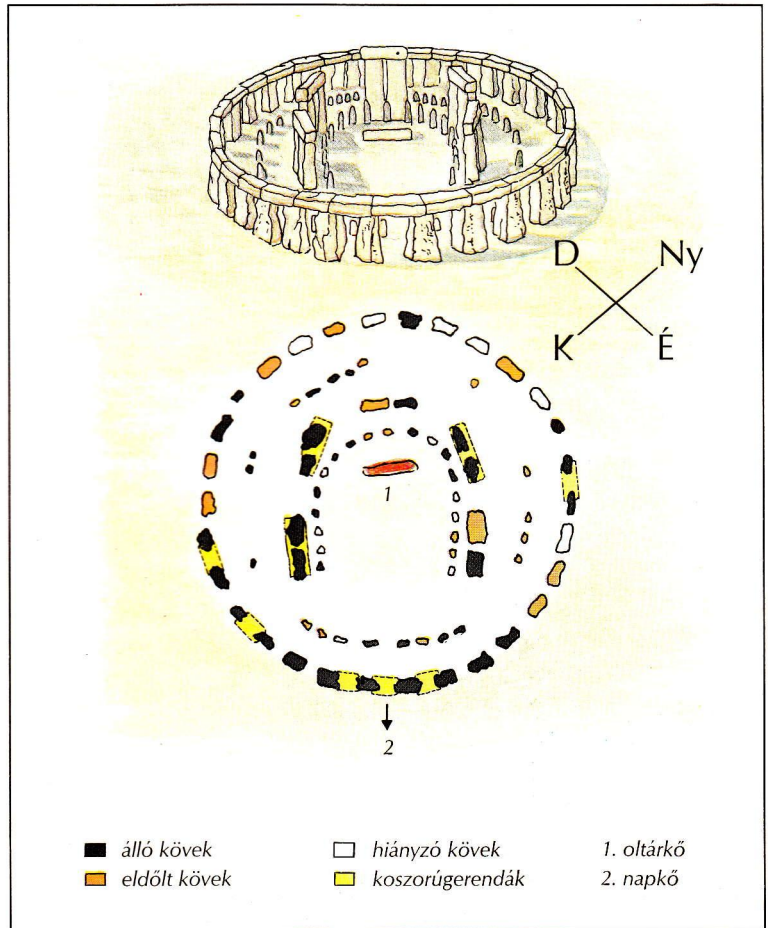 D Ny
K É
1
2
álló kövek hiányzó kövek 1. oltárkő
eldőlt kövek koszorúgerendák 2. napkő